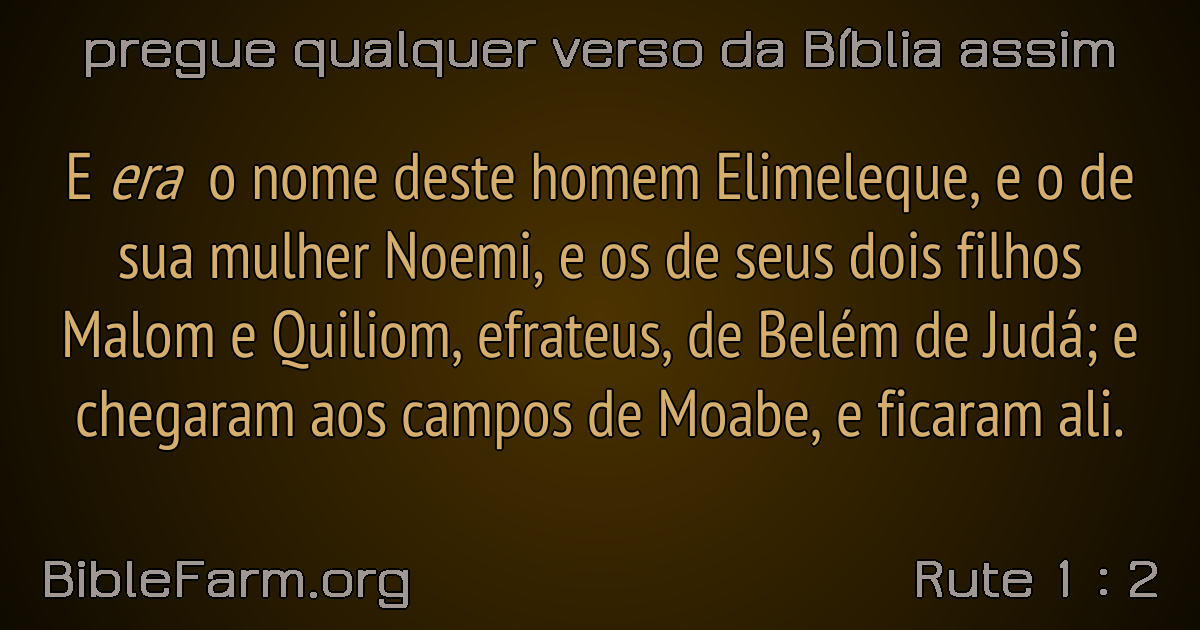 pregue qualquer verso da Bíblia assim
E era o nome deste homem Elimeleque, e o de
sua mulher Noemi, e os de seus dois filhos
Malom e Quiliom, efrateus, de Belém de Judá; e
chegaram aos campos de Moabe, e ficaram ali.
BibleFarm.org
Rute 1 : 2